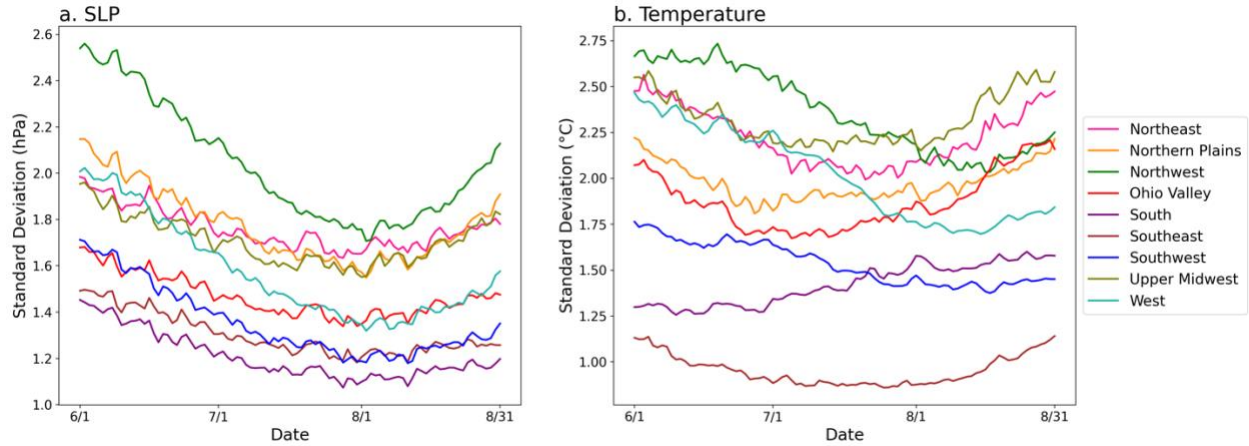 a. SLP
Standard Deviation (hPa)
2.6
2.4
2.2
2.0
1.8
1.6
1.4
1.2
1.0
6/1
7/1
8/1
8/31
Date
b. Temperature
Standard Deviation (°C)
2.75
2.50
2.25
2.00
1.75
1.50
1.25
1.00
6/1
7/1
8/1
8/31
Date
Northeast
Northern Plains
Northwest
Ohio Valley
South
Southeast
Southwest
Upper Midwest
West